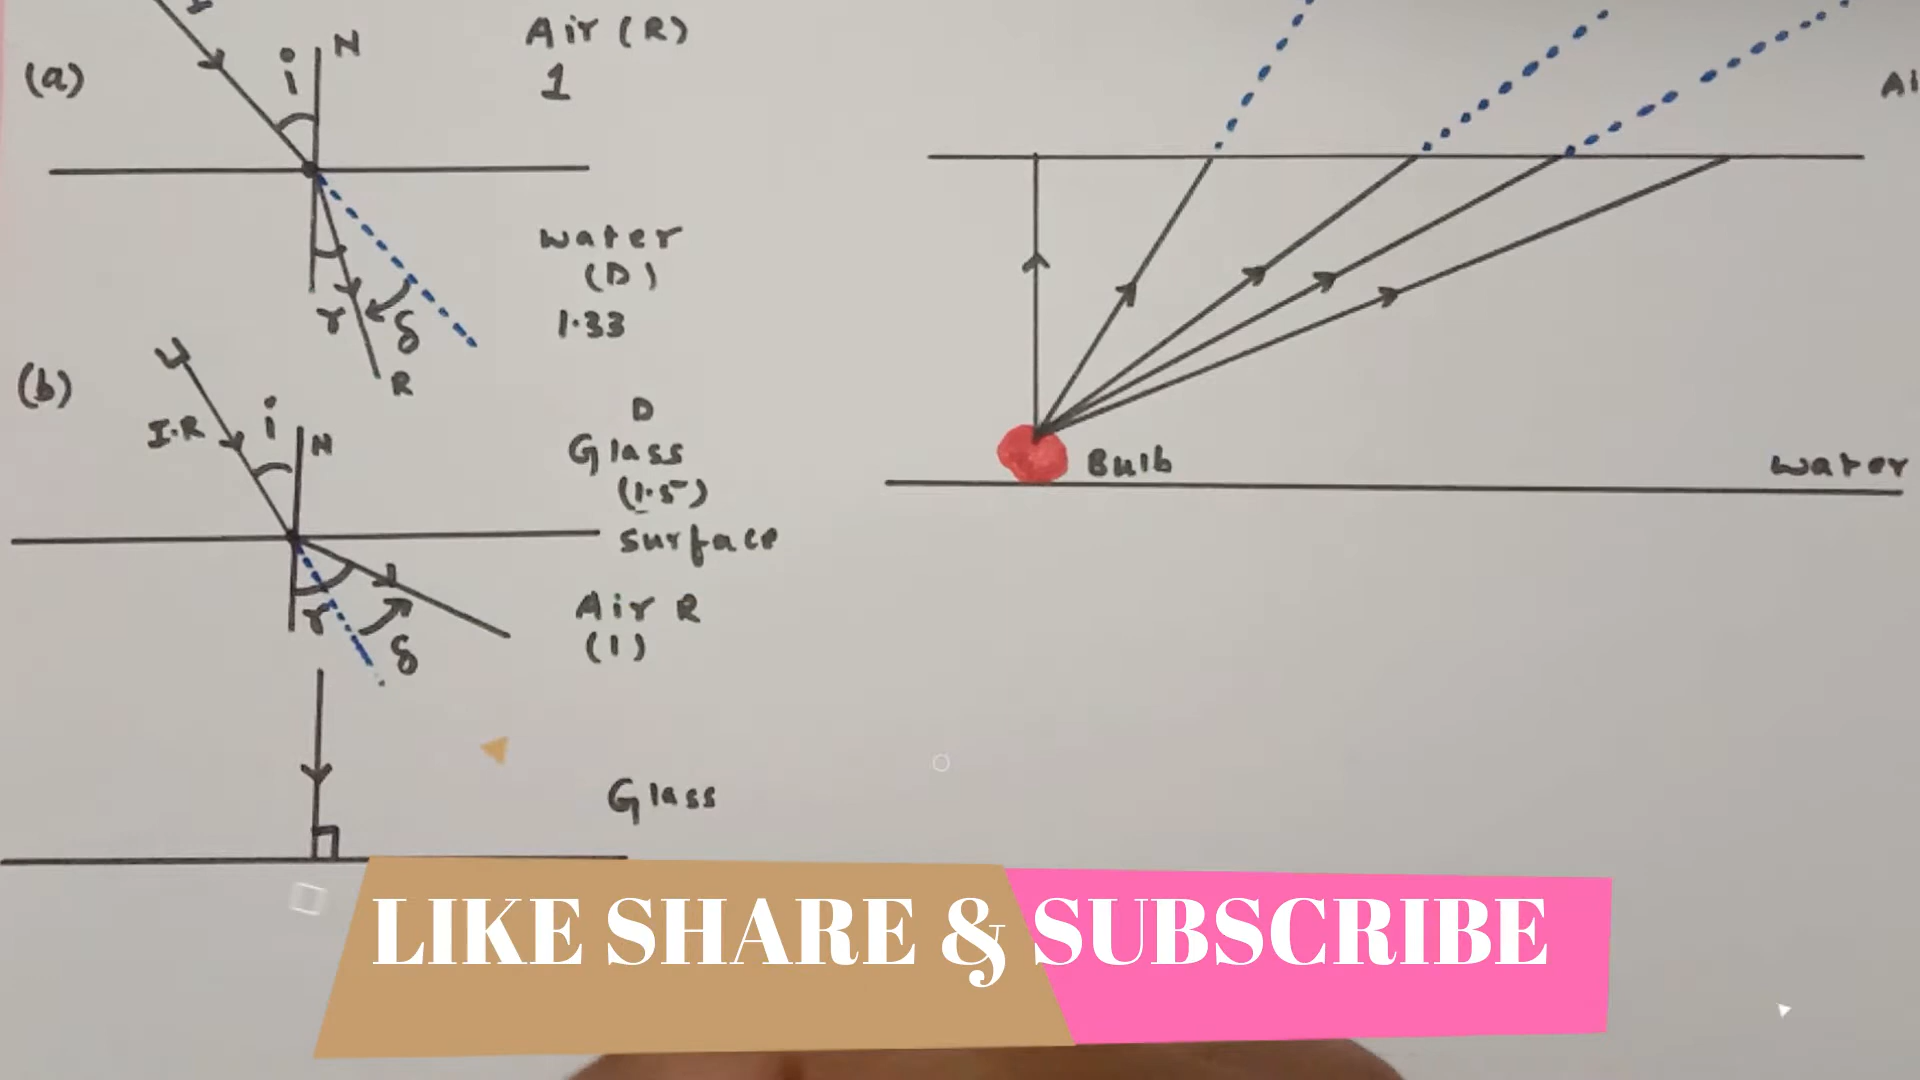 (a)
i
N
Air (R)
1
water
(D)
1.33
r
δ
R
(b)
I.R
i
N
D
Glass
(1.5)
surface
Air R
(1)
r
δ
Glass
Bulb
water
LIKE SHARE & SUBSCRIBE